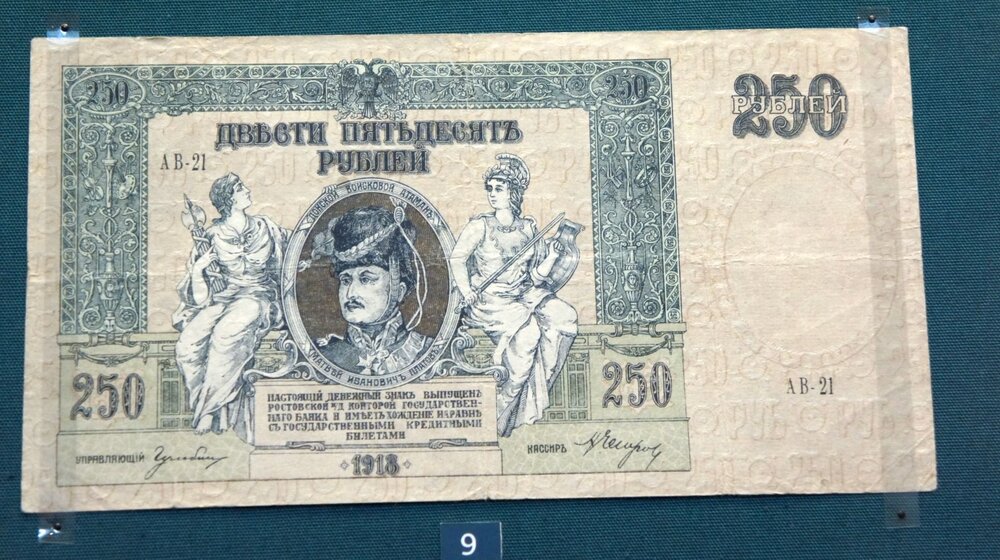 250
250
250
РУБЛЕЙ
ДВѢСТИ ПЯТЬДЕСЯТЪ
РУБЛЕЙ
АВ-21
ДОНСКОЙ ВОЙСКОВОЙ АТАМАНЪ
МАТВѢЙ ИВАНОВИЧЪ ПЛАТОВЪ
250
250
АВ-21
НАСТОЯЩІЙ ДЕНЕЖНЫЙ ЗНАКЪ ВЫПУЩЕНЪ
РОСТОВСКОЙ Н/Д КОНТОРОЙ ГОСУДАРСТВЕН-
НАГО БАНКА И ИМѢЕТЪ ХОЖДЕНІЕ НАРАВНѢ
СЪ ГОСУДАРСТВЕННЫМИ КРЕДИТНЫМИ
БИЛЕТАМИ
УПРАВЛЯЮЩІЙ
КАССИРЪ
1918
9